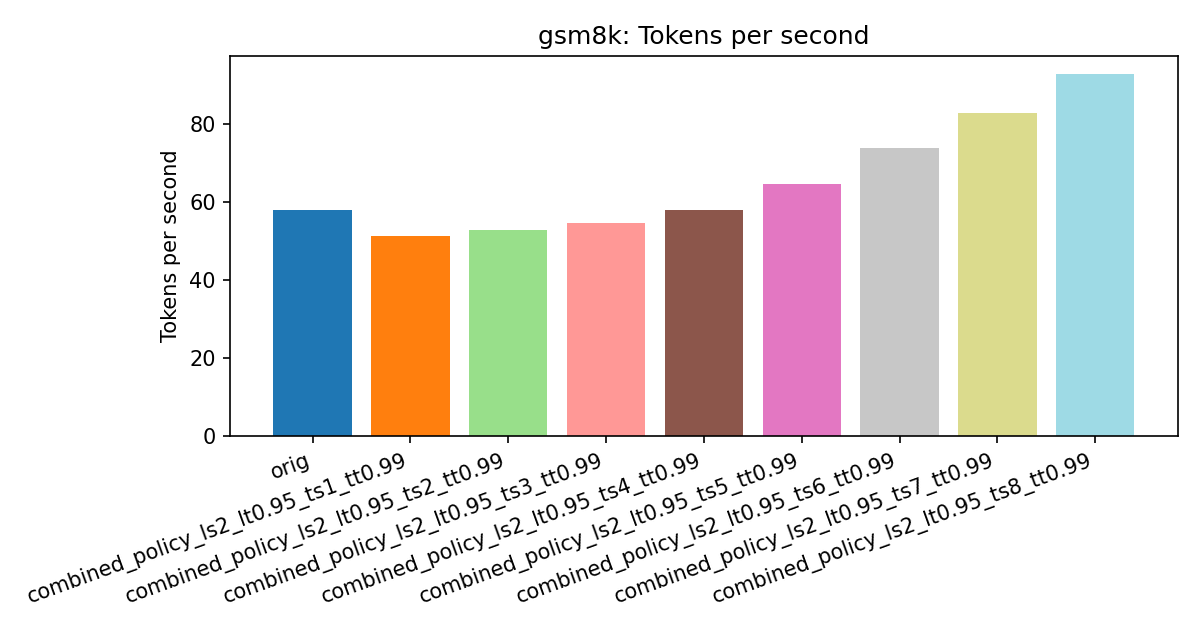 gsm8k: Tokens per second
Tokens per second
80
60
40
20
0
orig
combined_policy_ls2_lt0.95_ts1_tt0.99
combined_policy_ls2_lt0.95_ts2_tt0.99
combined_policy_ls2_lt0.95_ts3_tt0.99
combined_policy_ls2_lt0.95_ts4_tt0.99
combined_policy_ls2_lt0.95_ts5_tt0.99
combined_policy_ls2_lt0.95_ts6_tt0.99
combined_policy_ls2_lt0.95_ts7_tt0.99
combined_policy_ls2_lt0.95_ts8_tt0.99